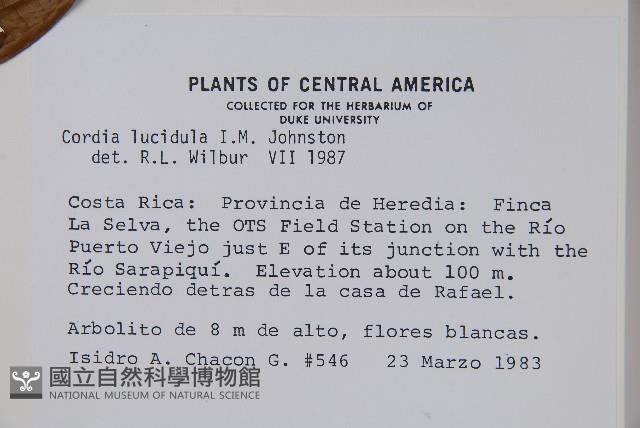 PLANTS OF CENTRAL AMERICA
COLLECTED FOR THE HERBARIUM OF
DUKE UNIVERSITY
Cordia lucidula I.M. Johnston
det. R.L. Wilbur VII 1987
Costa Rica: Provincia de Heredia: Finca
La Selva, the OTS Field Station on the Río
Puerto Viejo just E of its junction with the
Río Sarapiquí. Elevation about 100 m.
Creciendo detras de la casa de Rafael.
Arbolito de 8 m de alto, flores blancas.
Isidro A. Chacon G. #546 23 Marzo 1983
國立自然科學博物館
NATIONAL MUSEUM OF NATURAL SCIENCE